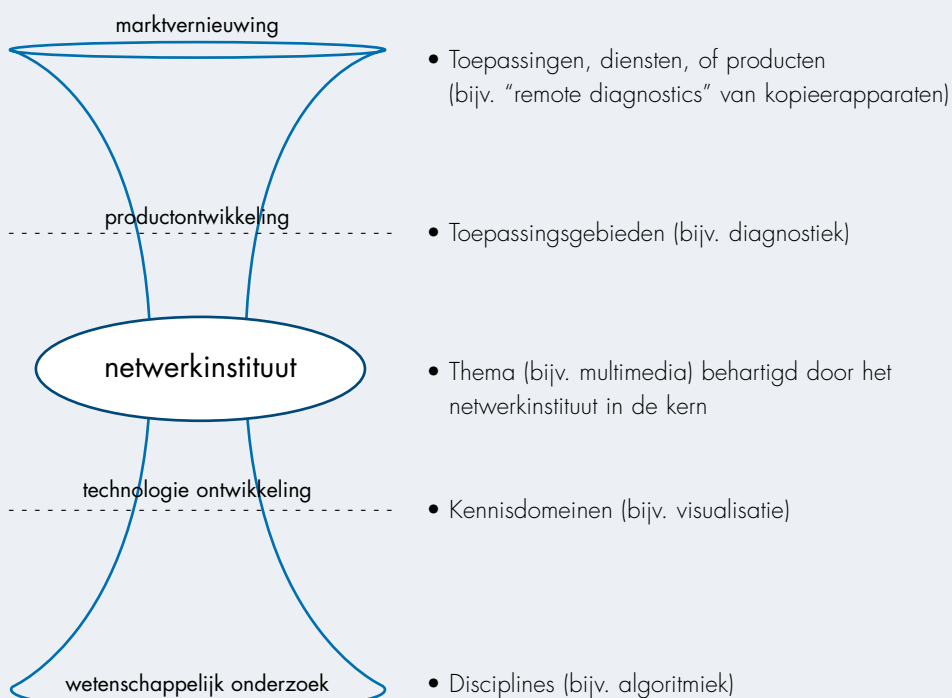 marktvernieuwing
• Toepassingen, diensten, of producten
(bijv. “remote diagnostics” van kopieerapparaten)
productontwikkeling
• Toepassingsgebieden (bijv. diagnostiek)
netwerkinstituut
• Thema (bijv. multimedia) behartigd door het
netwerkinstituut in de kern
technologie ontwikkeling
• Kennisdomeinen (bijv. visualisatie)
wetenschappelijk onderzoek
• Disciplines (bijv. algoritmiek)